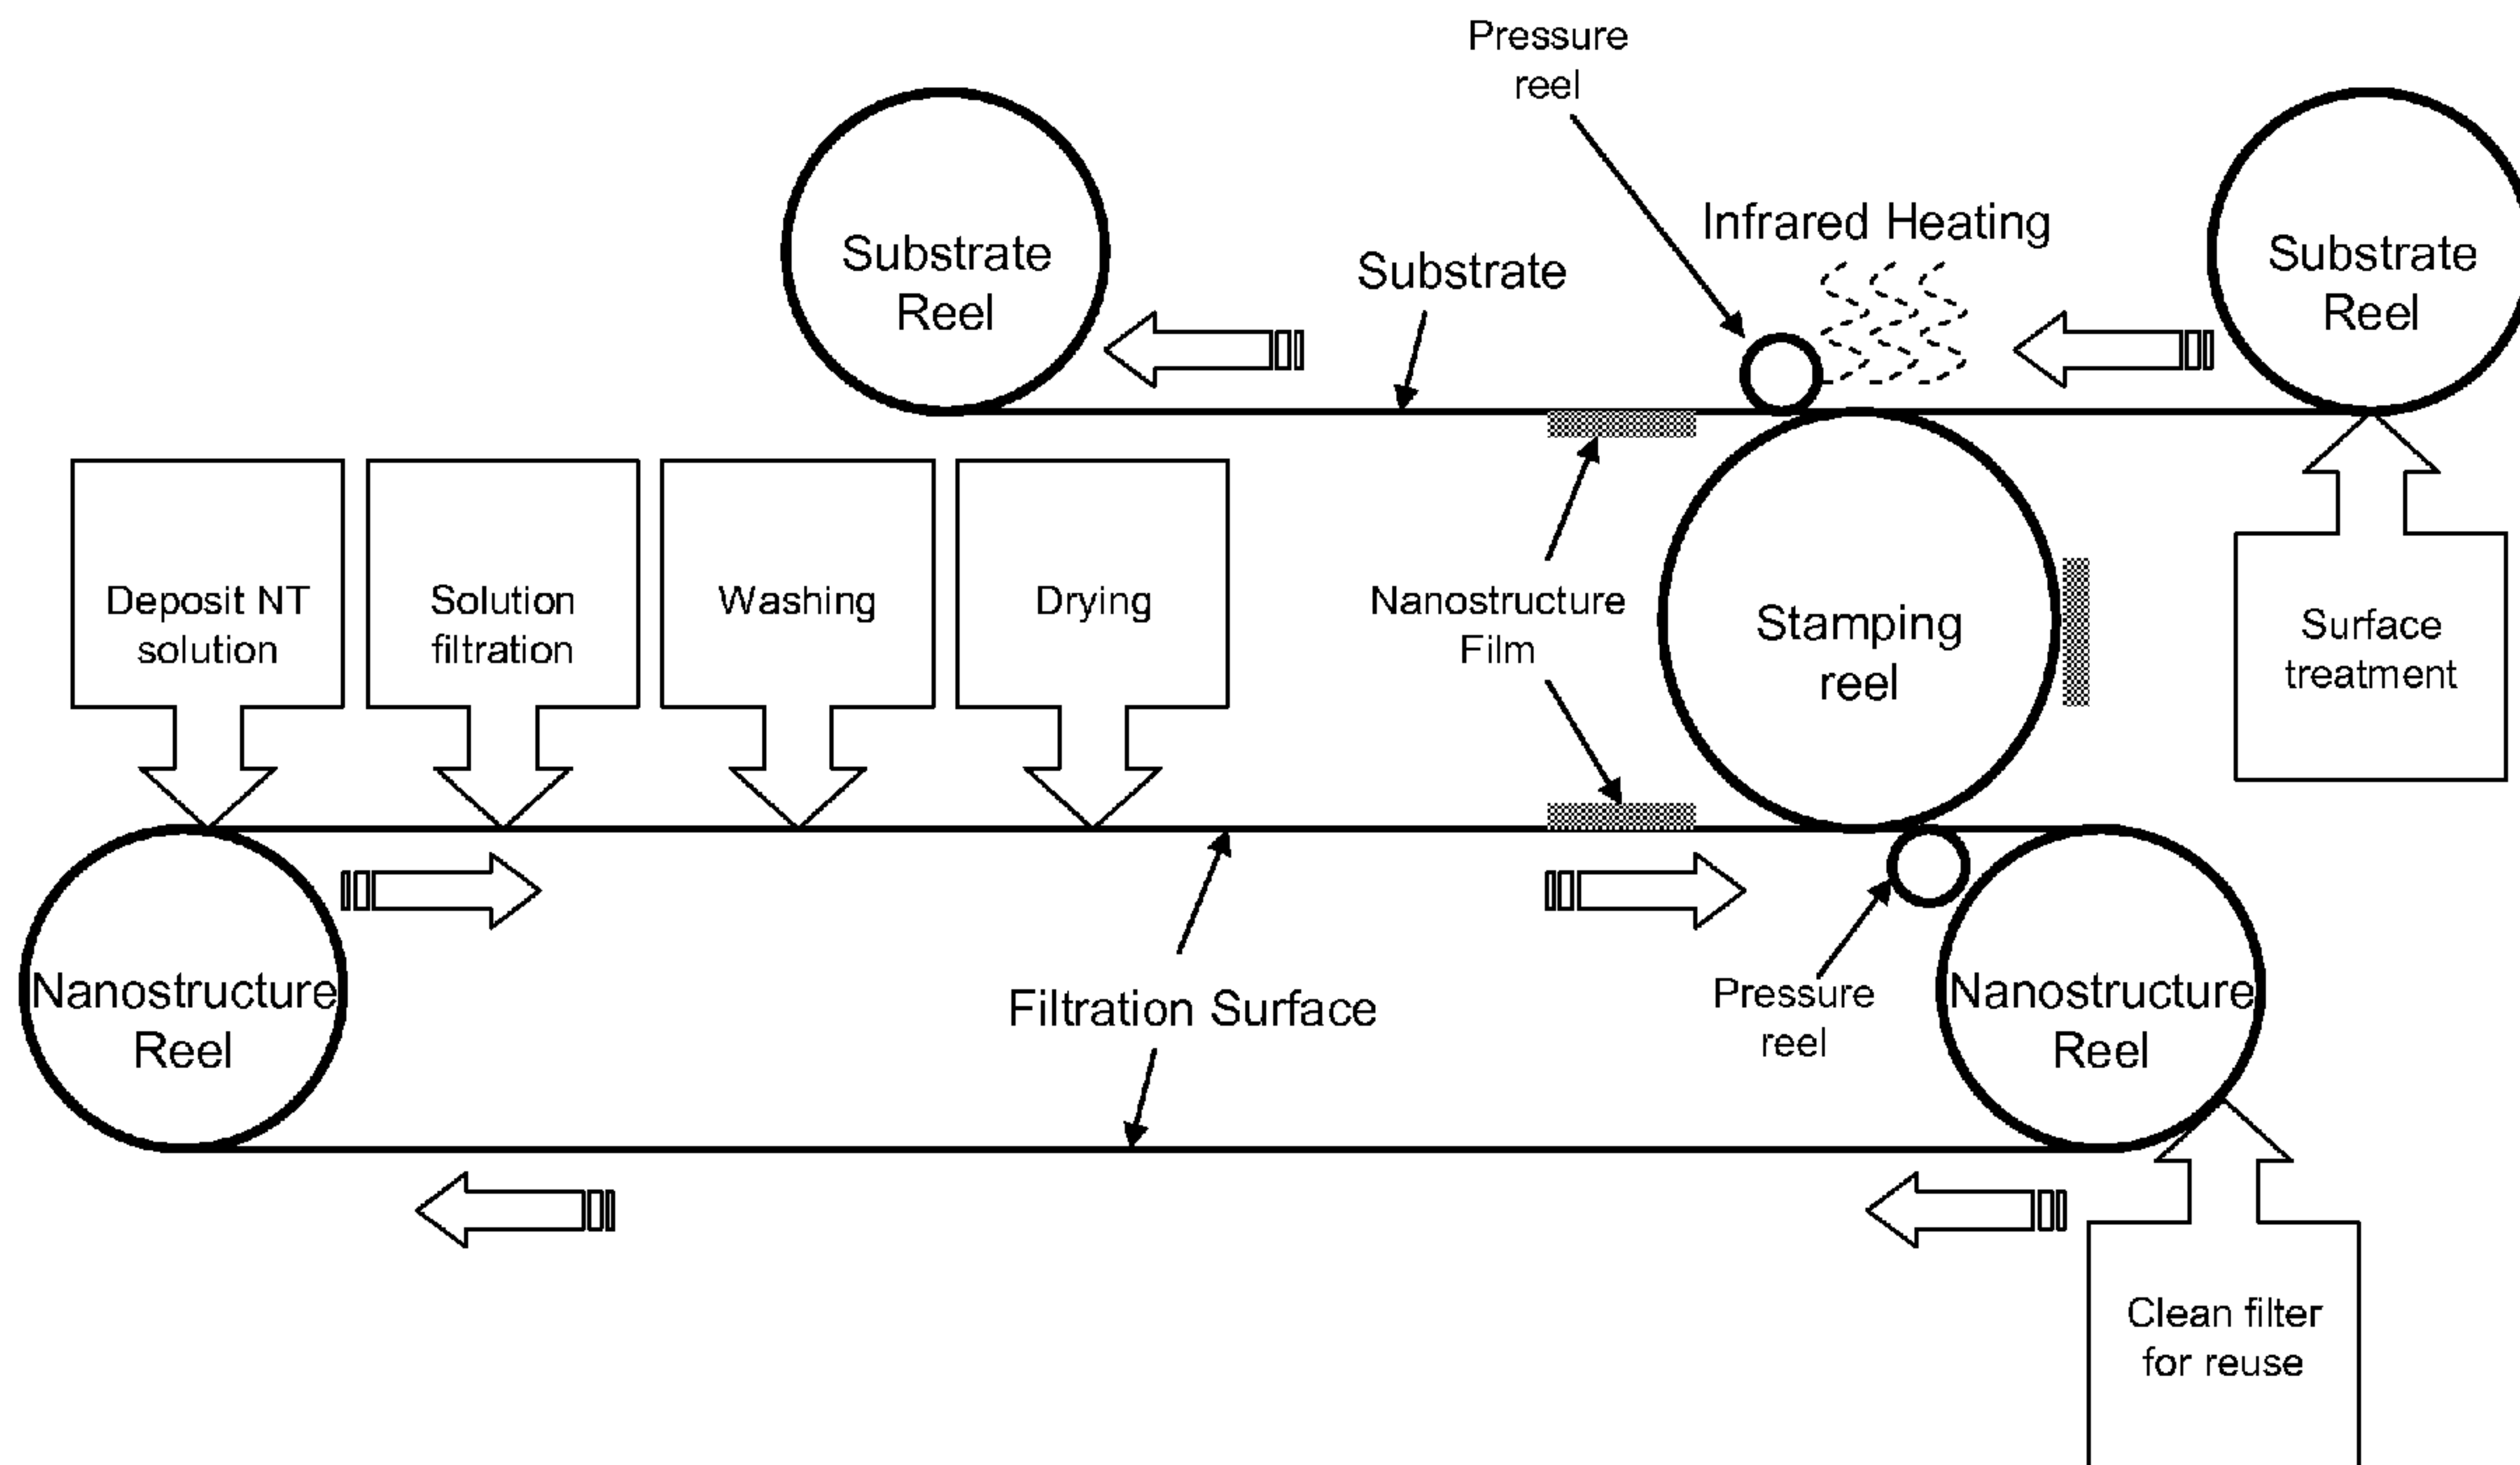 Pressure
reel
Substrate
Reel
Substrate
Infrared Heating
Substrate
Reel
Deposit NT
solution
Solution
filtration
Washing
Drying
Nanostructure
Film
Stamping
reel
Surface
treatment
Nanostructure
Reel
Filtration Surface
Pressure
reel
Nanostructure
Reel
Clean filter
for reuse